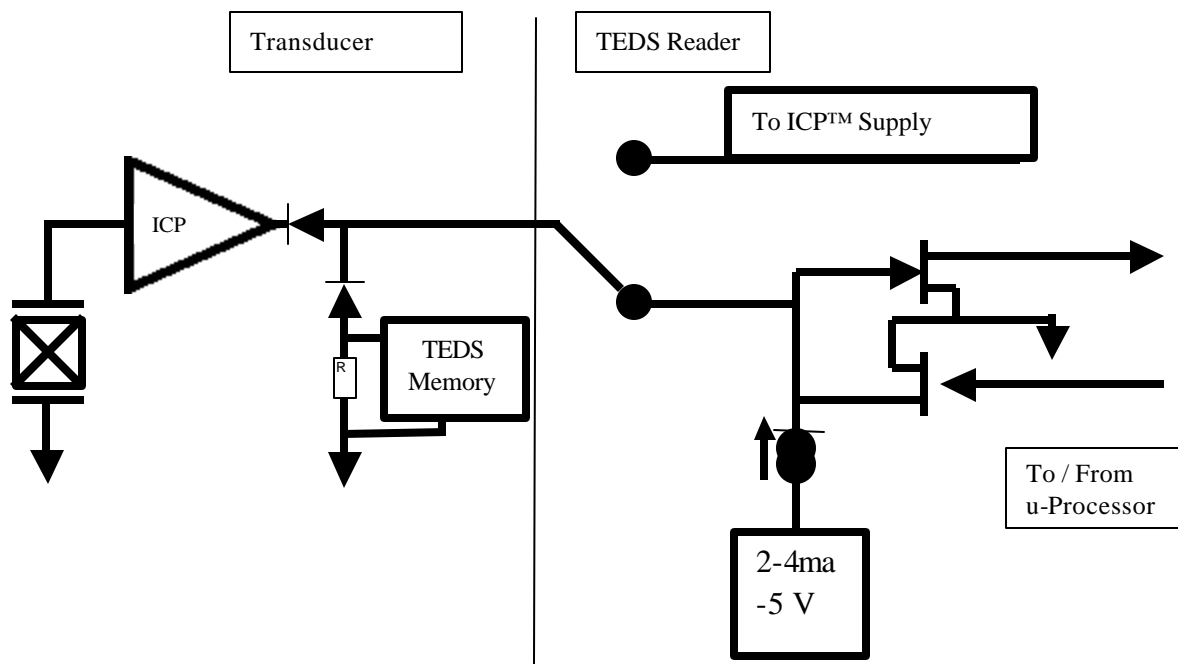 Transducer
TEDS Reader
To ICP™ Supply
ICP
R
TEDS
Memory
To / From
u-Processor
2-4ma
-5 V